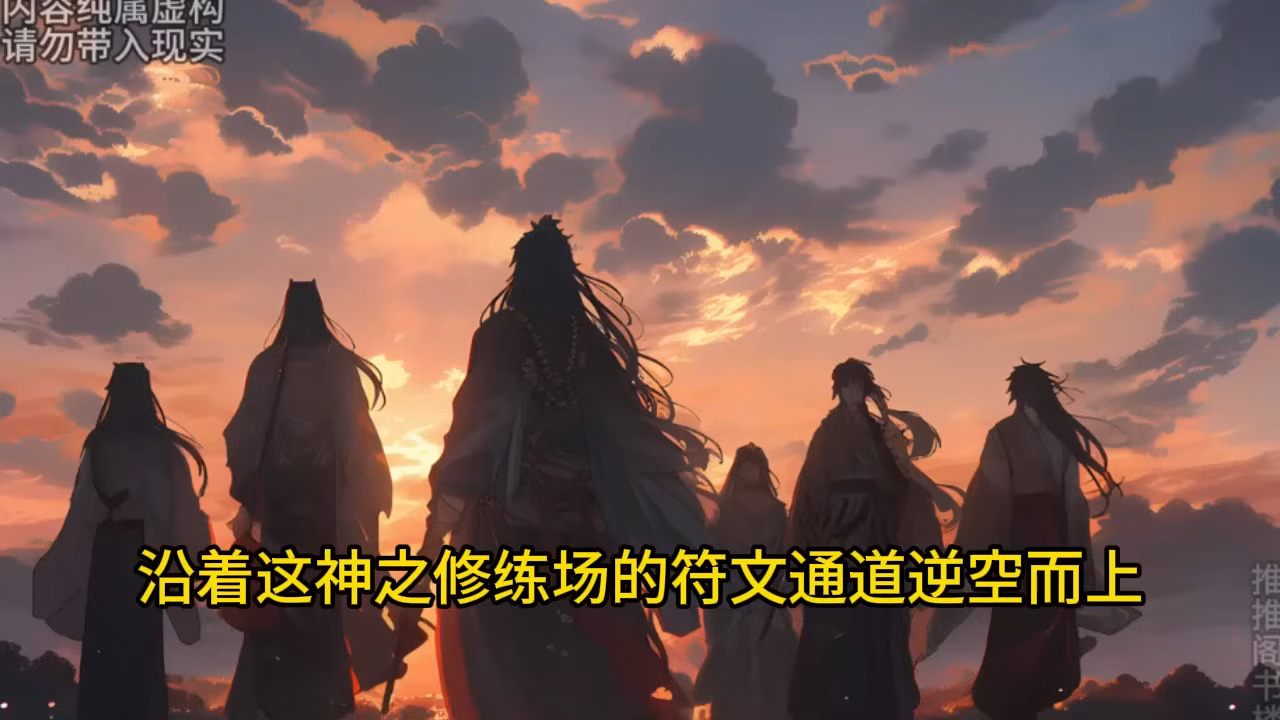 内容纯属虚构
请勿带入现实
沿着这神之修练场的符文通道逆空而上
推推阁书楼